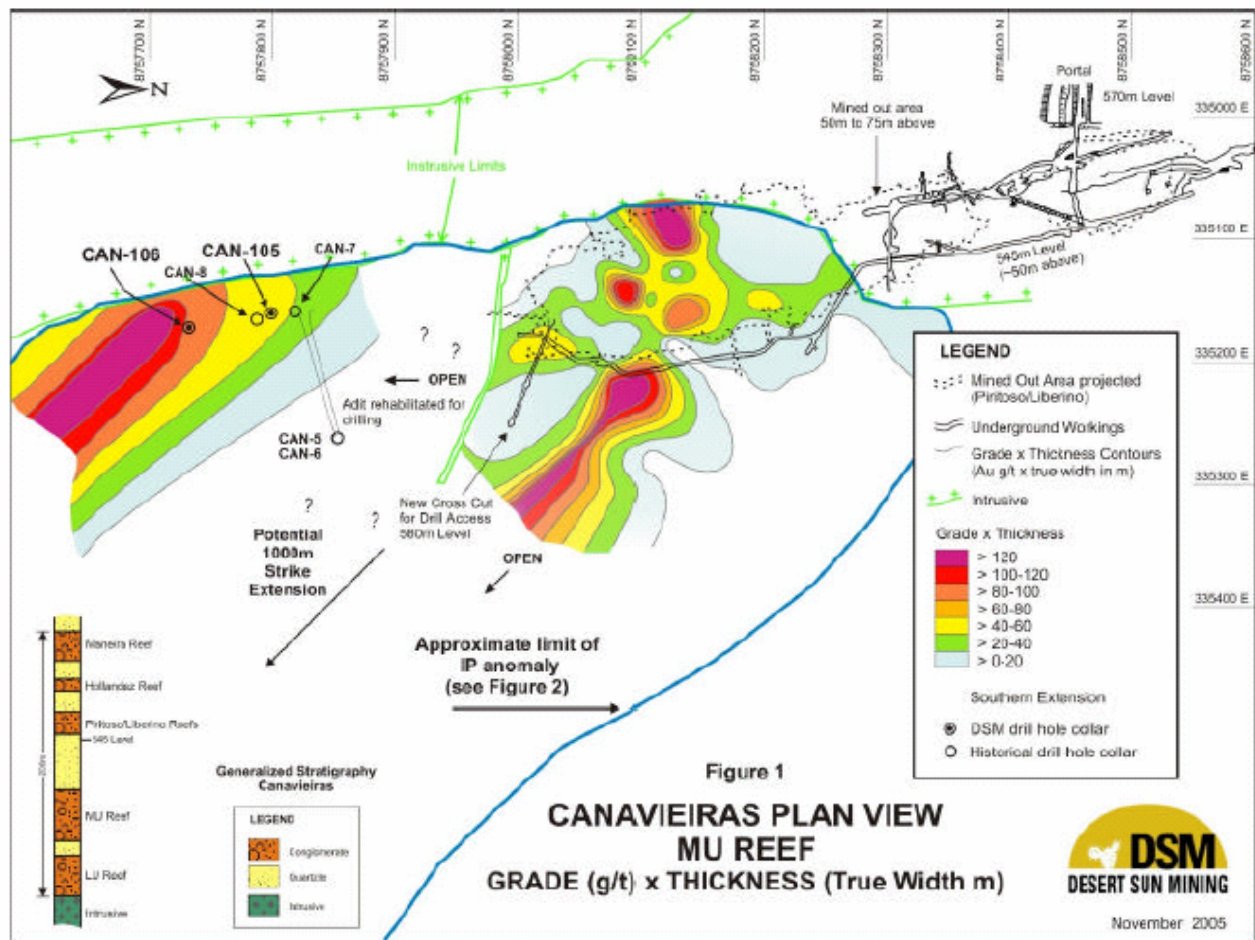 8757700 N
8757800 N
8757900 N
8758000 N
8758100 N
8758200 N
8758300 N
8758400 N
8758500 N
8758600 N
N
Portal
570m Level
335000 E
Mined out area
50m to 75m above
Instrusive Limits
335100 E
545m Level
(~50m above)
CAN-106
CAN-8
CAN-105
CAN-7
?
?
OPEN
Adit rehabilitated for
drilling
CAN-5
CAN-6
335200 E
LEGEND
Mined Out Area projected
(Piritoso/Liberino)
Underground Workings
Grade x Thickness Contours
(Au g/t x true width in m)
Intrusive
Grade x Thickness
> 120
> 100-120
> 80-100
> 60-80
> 40-60
> 20-40
> 0-20
Southern Extension
DSM drill hole collar
Historical drill hole collar
335300 E
335400 E
?
?
New Cross Cut
for Drill Access
560m Level
Potential
1000m
Strike
Extension
OPEN
Approximate limit of
IP anomaly
(see Figure 2)
Maneira Reef
Hollandez Reef
Piritoso/Liberino Reefs
545 Level
MU Reef
LU Reef
Intrusive
Generalized Stratigraphy
Canavieiras
LEGEND
Conglomerate
Quartzite
Intrusive
Figure 1
CANAVIEIRAS PLAN VIEW
MU REEF
GRADE (g/t) x THICKNESS (True Width m)
DSM
DESERT SUN MINING
November 2005